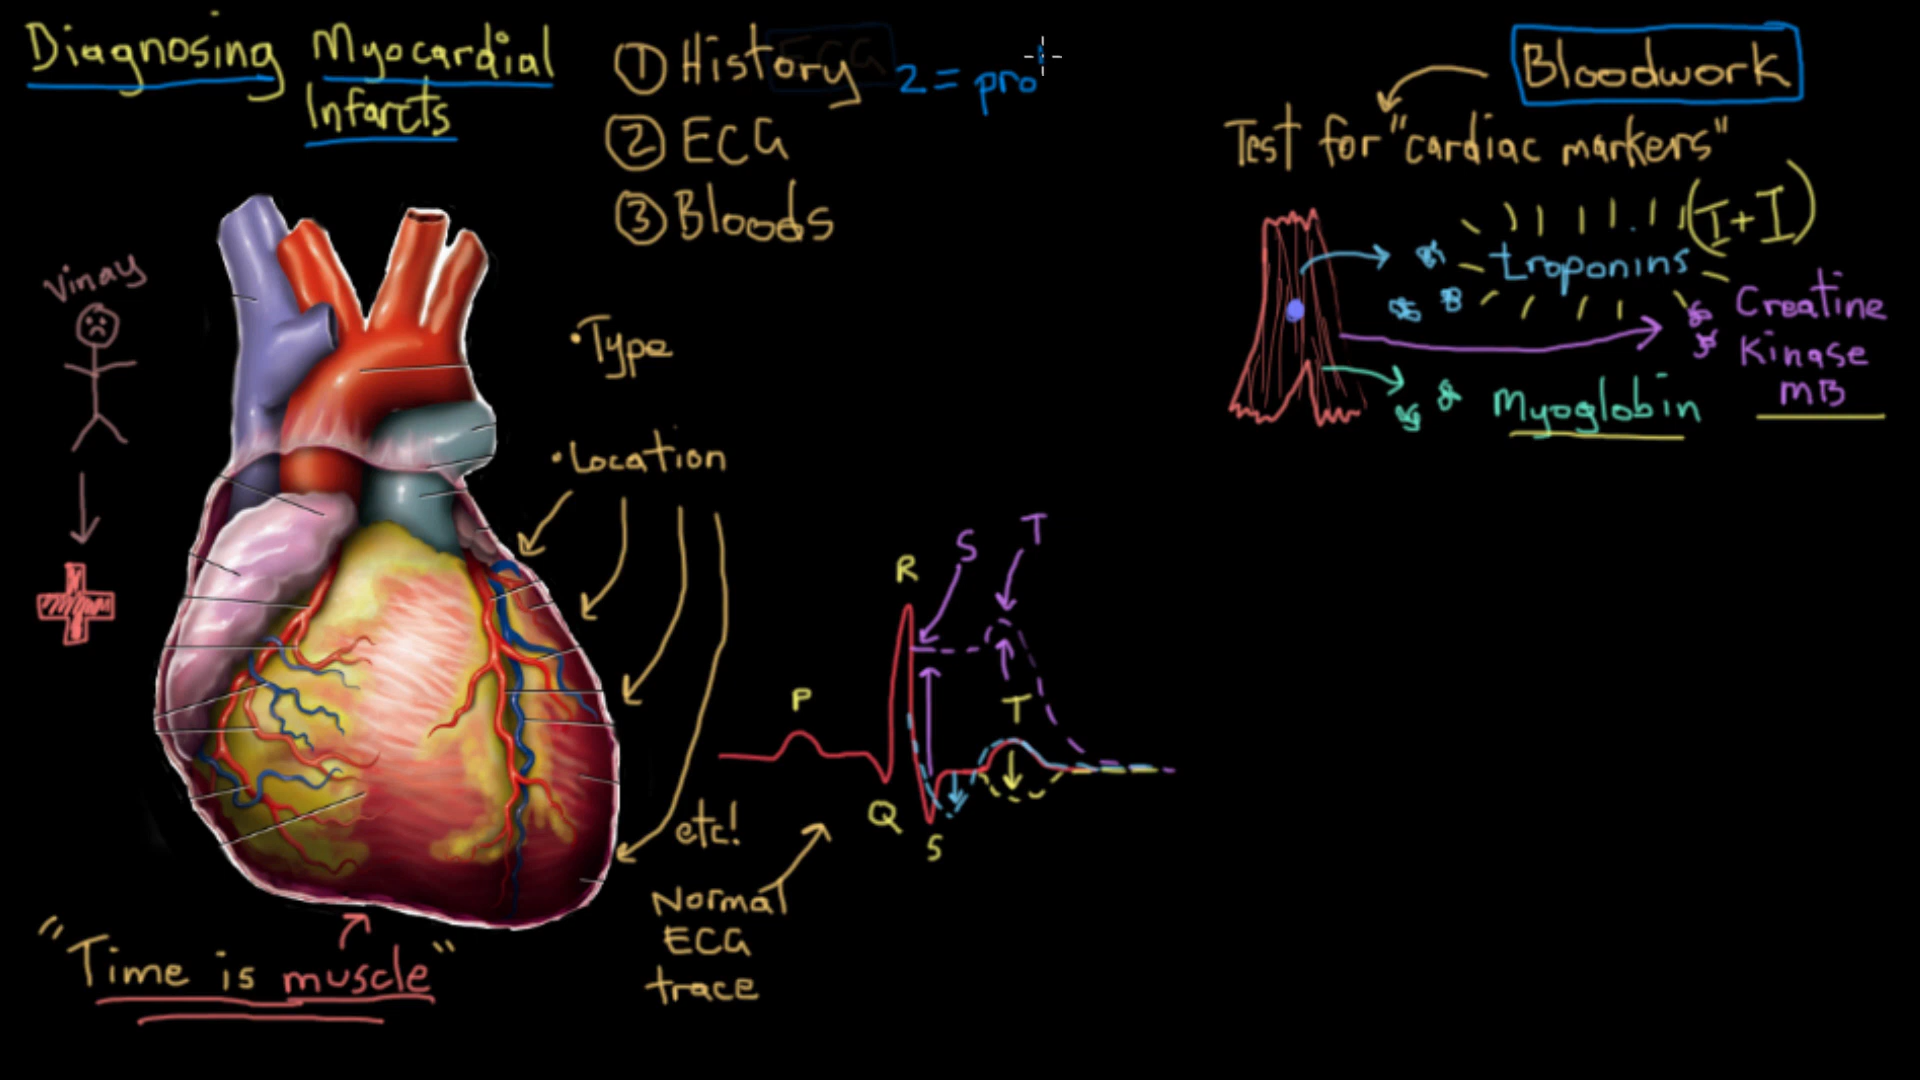 Diagnosing Myocardial
Infarcts
① History 2 = pro
② ECG
③ Bloods
Bloodwork
Test for "cardiac markers"
(I+I)
troponins
Creatine
Kinase
MB
Myoglobin
vinay
•Type
•Location
etc!
Normal
ECG
trace
P
Q
R
S
T
S
T
"Time is muscle"